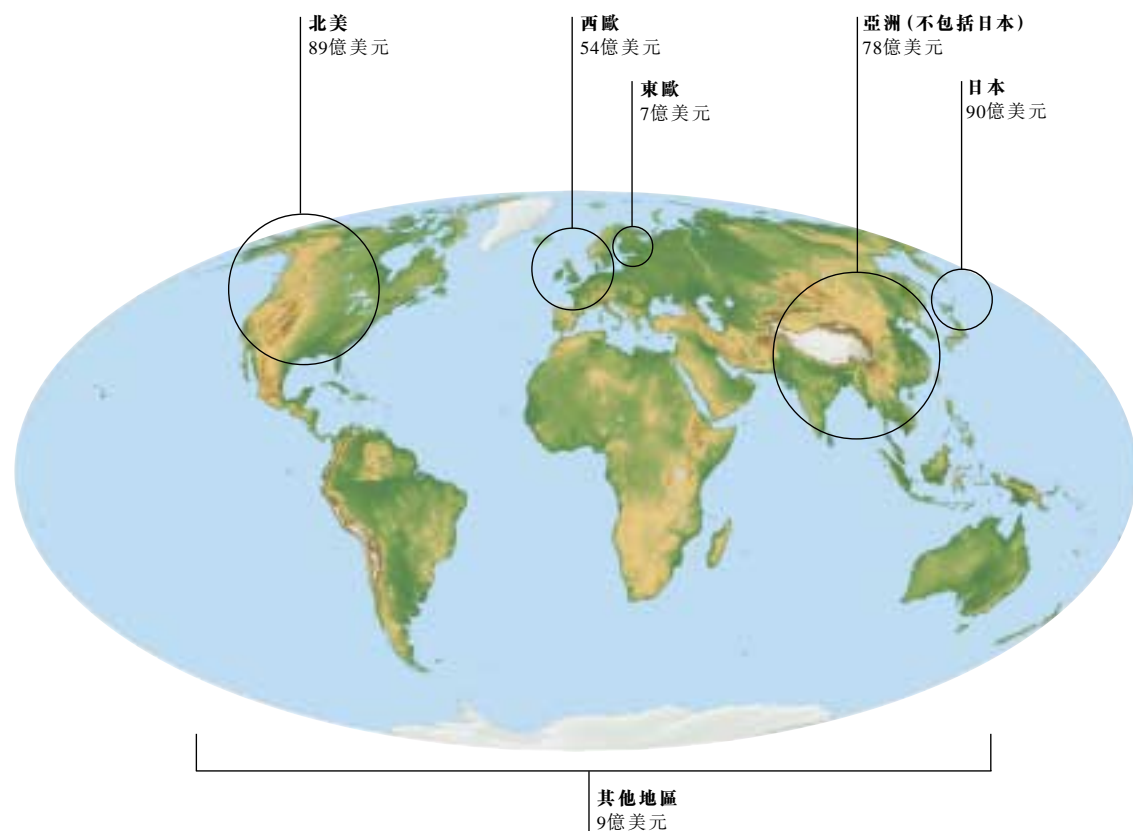 北美
89億美元
西歐
54億美元
亞洲(不包括日本)
78億美元
東歐
7億美元
日本
90億美元
其他地區
9億美元